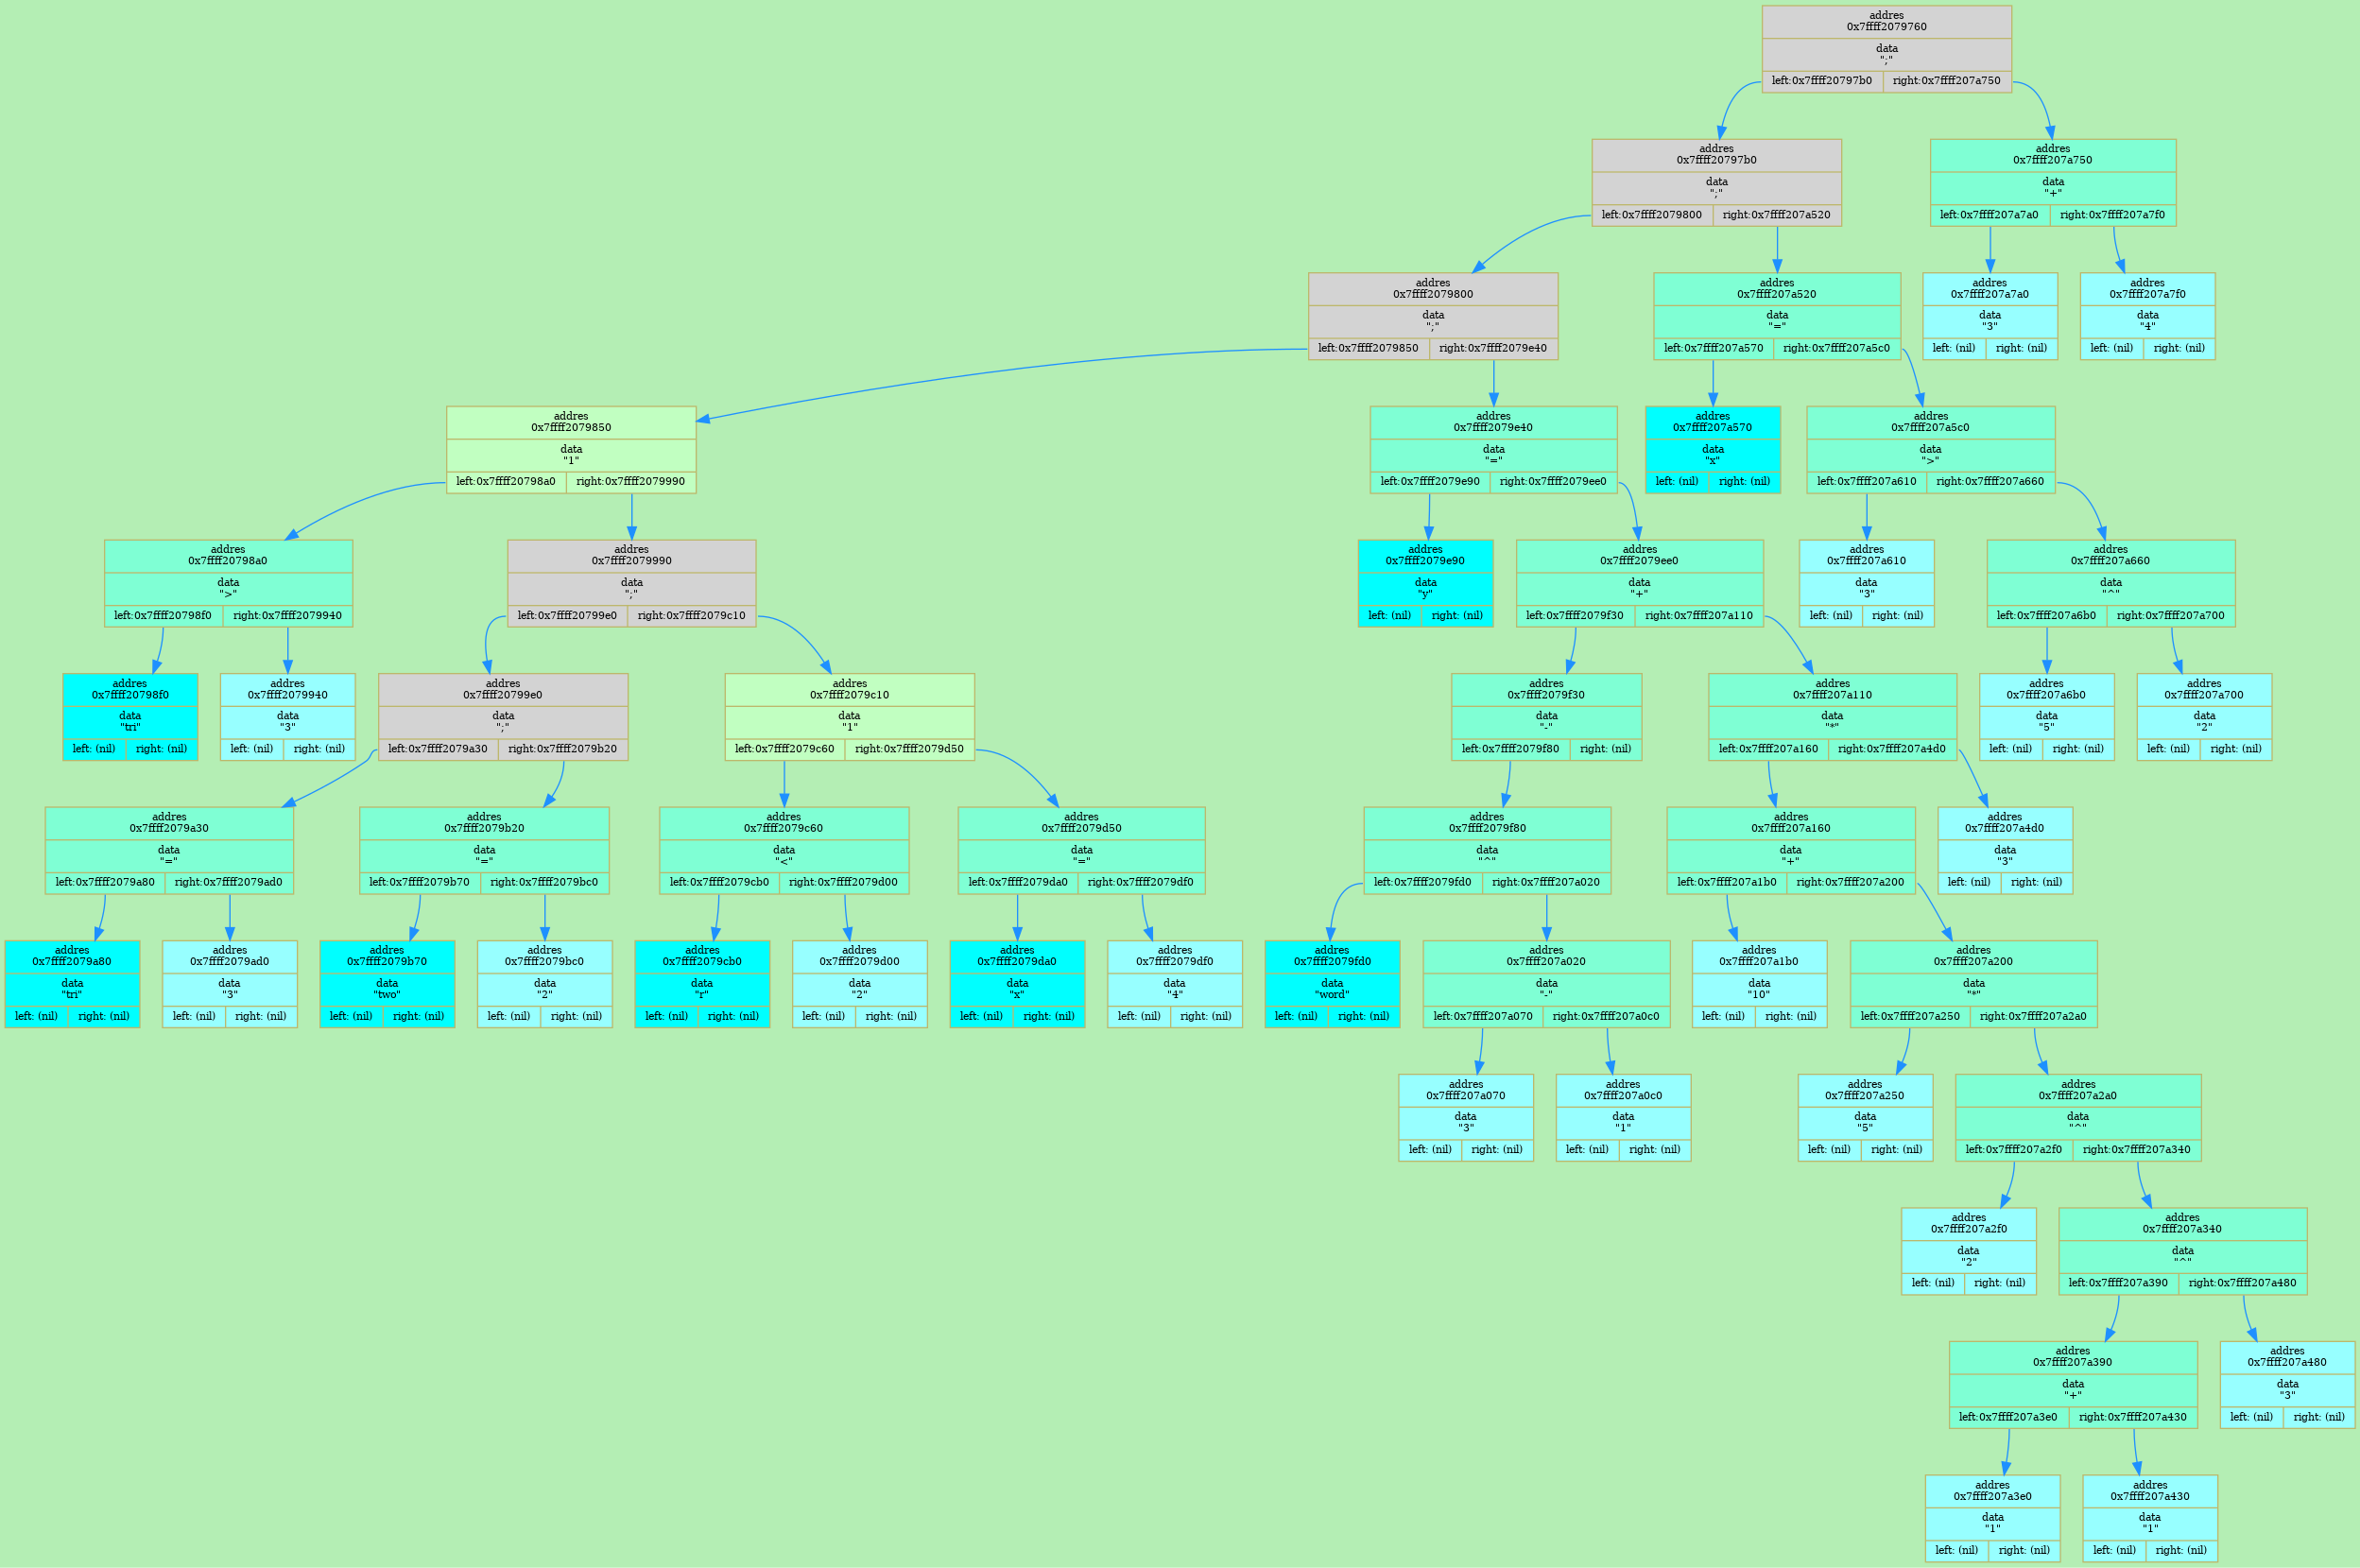 addres
0x7ffff2079760
data
";"
left:0x7ffff20797b0 right:0x7ffff207a750
addres
0x7ffff20797b0
data
";"
left:0x7ffff2079800 right:0x7ffff207a520
addres
0x7ffff207a750
data
"+"
left:0x7ffff207a7a0 right:0x7ffff207a7f0
addres
0x7ffff2079800
data
";"
left:0x7ffff2079850 right:0x7ffff2079e40
addres
0x7ffff207a520
data
"="
left:0x7ffff207a570 right:0x7ffff207a5c0
addres
0x7ffff207a7a0
data
"3"
left: (nil) right: (nil)
addres
0x7ffff207a7f0
data
"4"
left: (nil) right: (nil)
addres
0x7ffff2079850
data
"1"
left:0x7ffff20798a0 right:0x7ffff2079990
addres
0x7ffff2079e40
data
"="
left:0x7ffff2079e90 right:0x7ffff2079ee0
addres
0x7ffff207a570
data
"x"
left: (nil) right: (nil)
addres
0x7ffff207a5c0
data
">"
left:0x7ffff207a610 right:0x7ffff207a660
addres
0x7ffff20798a0
data
">"
left:0x7ffff20798f0 right:0x7ffff2079940
addres
0x7ffff2079990
data
";"
left:0x7ffff20799e0 right:0x7ffff2079c10
addres
0x7ffff2079e90
data
"y"
left: (nil) right: (nil)
addres
0x7ffff2079ee0
data
"+"
left:0x7ffff2079f30 right:0x7ffff207a110
addres
0x7ffff207a610
data
"3"
left: (nil) right: (nil)
addres
0x7ffff207a660
data
"^"
left:0x7ffff207a6b0 right:0x7ffff207a700
addres
0x7ffff20798f0
data
"tri"
left: (nil) right: (nil)
addres
0x7ffff2079940
data
"3"
left: (nil) right: (nil)
addres
0x7ffff20799e0
data
";"
left:0x7ffff2079a30 right:0x7ffff2079b20
addres
0x7ffff2079c10
data
"1"
left:0x7ffff2079c60 right:0x7ffff2079d50
addres
0x7ffff2079f30
data
"-"
left:0x7ffff2079f80 right: (nil)
addres
0x7ffff207a110
data
"*"
left:0x7ffff207a160 right:0x7ffff207a4d0
addres
0x7ffff207a6b0
data
"5"
left: (nil) right: (nil)
addres
0x7ffff207a700
data
"2"
left: (nil) right: (nil)
addres
0x7ffff2079a30
data
"="
left:0x7ffff2079a80 right:0x7ffff2079ad0
addres
0x7ffff2079b20
data
"="
left:0x7ffff2079b70 right:0x7ffff2079bc0
addres
0x7ffff2079c60
data
"<"
left:0x7ffff2079cb0 right:0x7ffff2079d00
addres
0x7ffff2079d50
data
"="
left:0x7ffff2079da0 right:0x7ffff2079df0
addres
0x7ffff2079f80
data
"^"
left:0x7ffff2079fd0 right:0x7ffff207a020
addres
0x7ffff207a160
data
"+"
left:0x7ffff207a1b0 right:0x7ffff207a200
addres
0x7ffff207a4d0
data
"3"
left: (nil) right: (nil)
addres
0x7ffff2079a80
data
"tri"
left: (nil) right: (nil)
addres
0x7ffff2079ad0
data
"3"
left: (nil) right: (nil)
addres
0x7ffff2079b70
data
"two"
left: (nil) right: (nil)
addres
0x7ffff2079bc0
data
"2"
left: (nil) right: (nil)
addres
0x7ffff2079cb0
data
"r"
left: (nil) right: (nil)
addres
0x7ffff2079d00
data
"2"
left: (nil) right: (nil)
addres
0x7ffff2079da0
data
"x"
left: (nil) right: (nil)
addres
0x7ffff2079df0
data
"4"
left: (nil) right: (nil)
addres
0x7ffff2079fd0
data
"word"
left: (nil) right: (nil)
addres
0x7ffff207a020
data
"-"
left:0x7ffff207a070 right:0x7ffff207a0c0
addres
0x7ffff207a1b0
data
"10"
left: (nil) right: (nil)
addres
0x7ffff207a200
data
"*"
left:0x7ffff207a250 right:0x7ffff207a2a0
addres
0x7ffff207a070
data
"3"
left: (nil) right: (nil)
addres
0x7ffff207a0c0
data
"1"
left: (nil) right: (nil)
addres
0x7ffff207a250
data
"5"
left: (nil) right: (nil)
addres
0x7ffff207a2a0
data
"^"
left:0x7ffff207a2f0 right:0x7ffff207a340
addres
0x7ffff207a2f0
data
"2"
left: (nil) right: (nil)
addres
0x7ffff207a340
data
"^"
left:0x7ffff207a390 right:0x7ffff207a480
addres
0x7ffff207a390
data
"+"
left:0x7ffff207a3e0 right:0x7ffff207a430
addres
0x7ffff207a480
data
"3"
left: (nil) right: (nil)
addres
0x7ffff207a3e0
data
"1"
left: (nil) right: (nil)
addres
0x7ffff207a430
data
"1"
left: (nil) right: (nil)